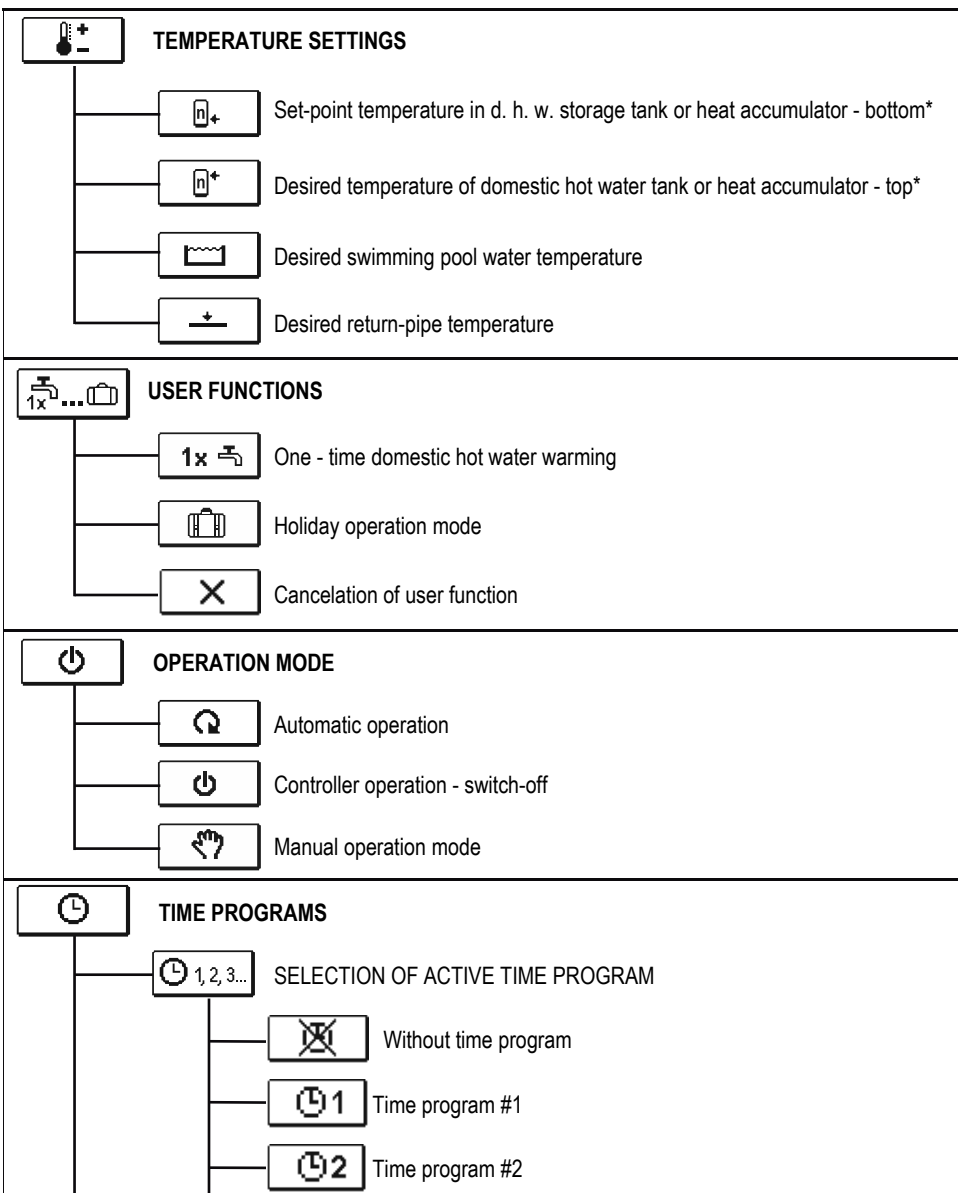 TEMPERATURE SETTINGS
n
Set-point temperature in d. h. w. storage tank or heat accumulator - bottom*
n
Desired temperature of domestic hot water tank or heat accumulator - top*
Desired swimming pool water temperature
Desired return-pipe temperature
1x ... USER FUNCTIONS
1x One - time domestic hot water warming
Holiday operation mode
Cancelation of user function
OPERATION MODE
Automatic operation
Controller operation - switch-off
Manual operation mode
TIME PROGRAMS
1, 2, 3... SELECTION OF ACTIVE TIME PROGRAM
Without time program
1 Time program #1
2 Time program #2